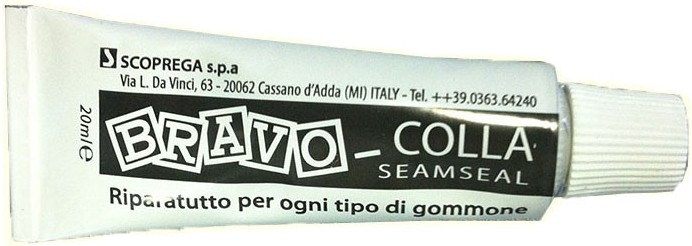 SCOPREGA s.p.a
Via L. Da Vinci, 63 - 20062 Cassano d'Adda (MI) ITALY - Tel. ++39.0363.64240
20ml e
BRAVO - COLLA
SEAMSEAL
Riparatutto per ogni tipo di gommone